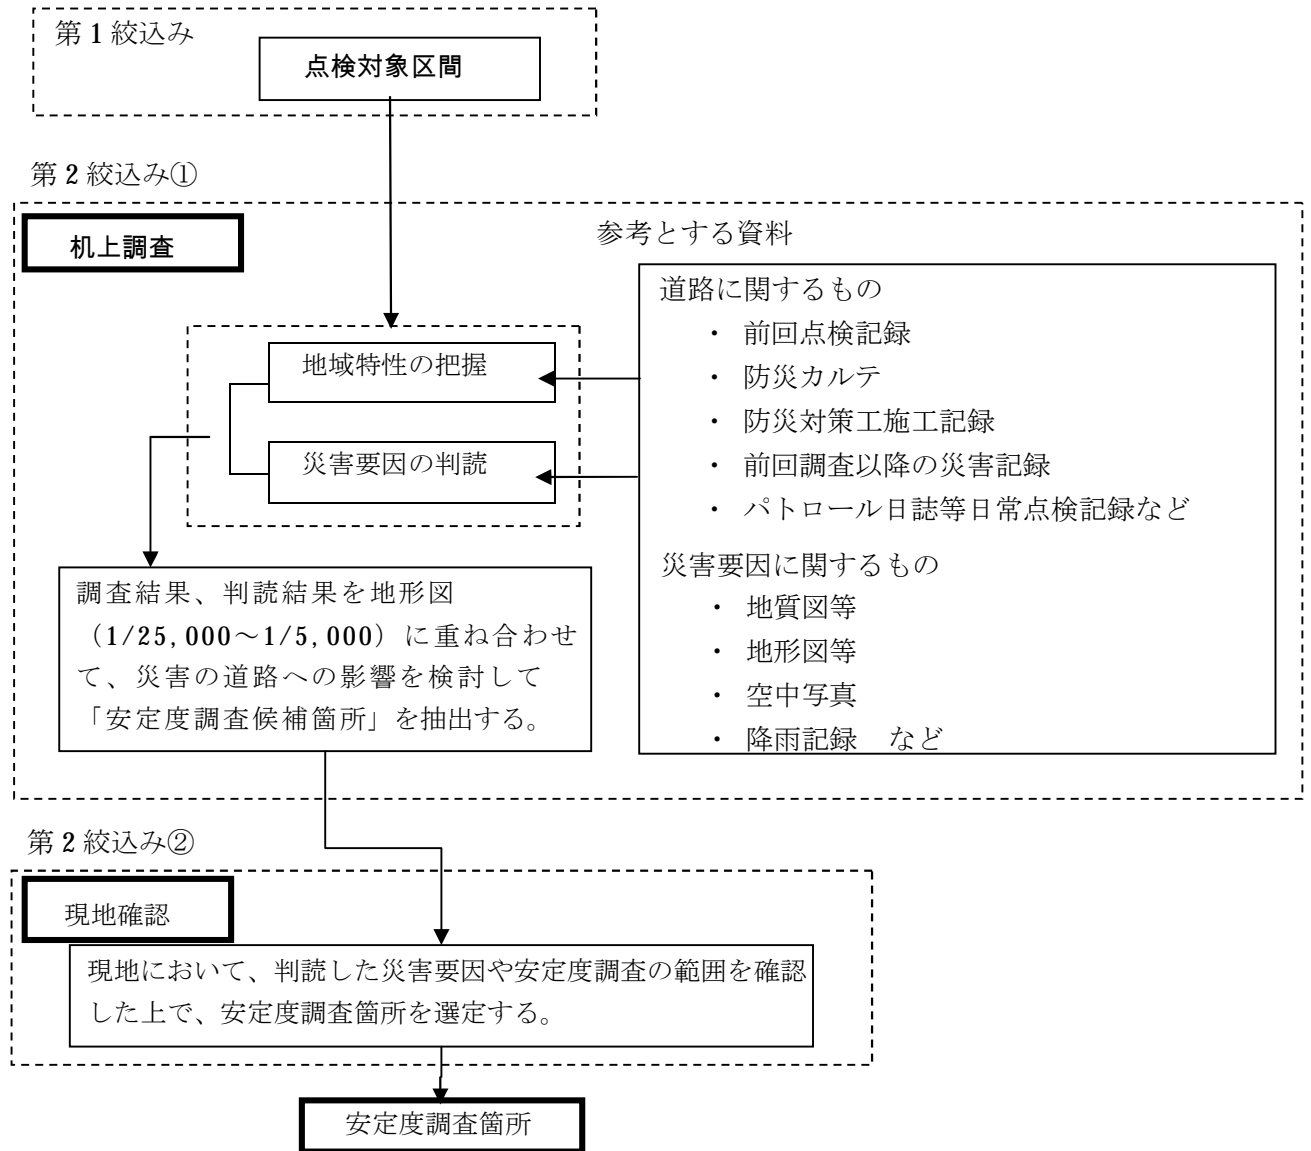 第1絞込み
点検対象区間
第2絞込み①
机上調査
参考とする資料
道路に関するもの
・ 前回点検記録
・ 防災カルテ
・ 防災対策工施工記録
・ 前回調査以降の災害記録
・ パトロール日誌等日常点検記録など
災害要因に関するもの
・ 地質図等
・ 地形図等
・ 空中写真
・ 降雨記録 など
地域特性の把握
災害要因の判読
調査結果、判読結果を地形図
（1/25,000～1/5,000）に重ね合わせ
て、災害の道路への影響を検討して
「安定度調査候補箇所」を抽出する。
第2絞込み②
現地確認
現地において、判読した災害要因や安定度調査の範囲を確認
した上で、安定度調査箇所を選定する。
安定度調査箇所